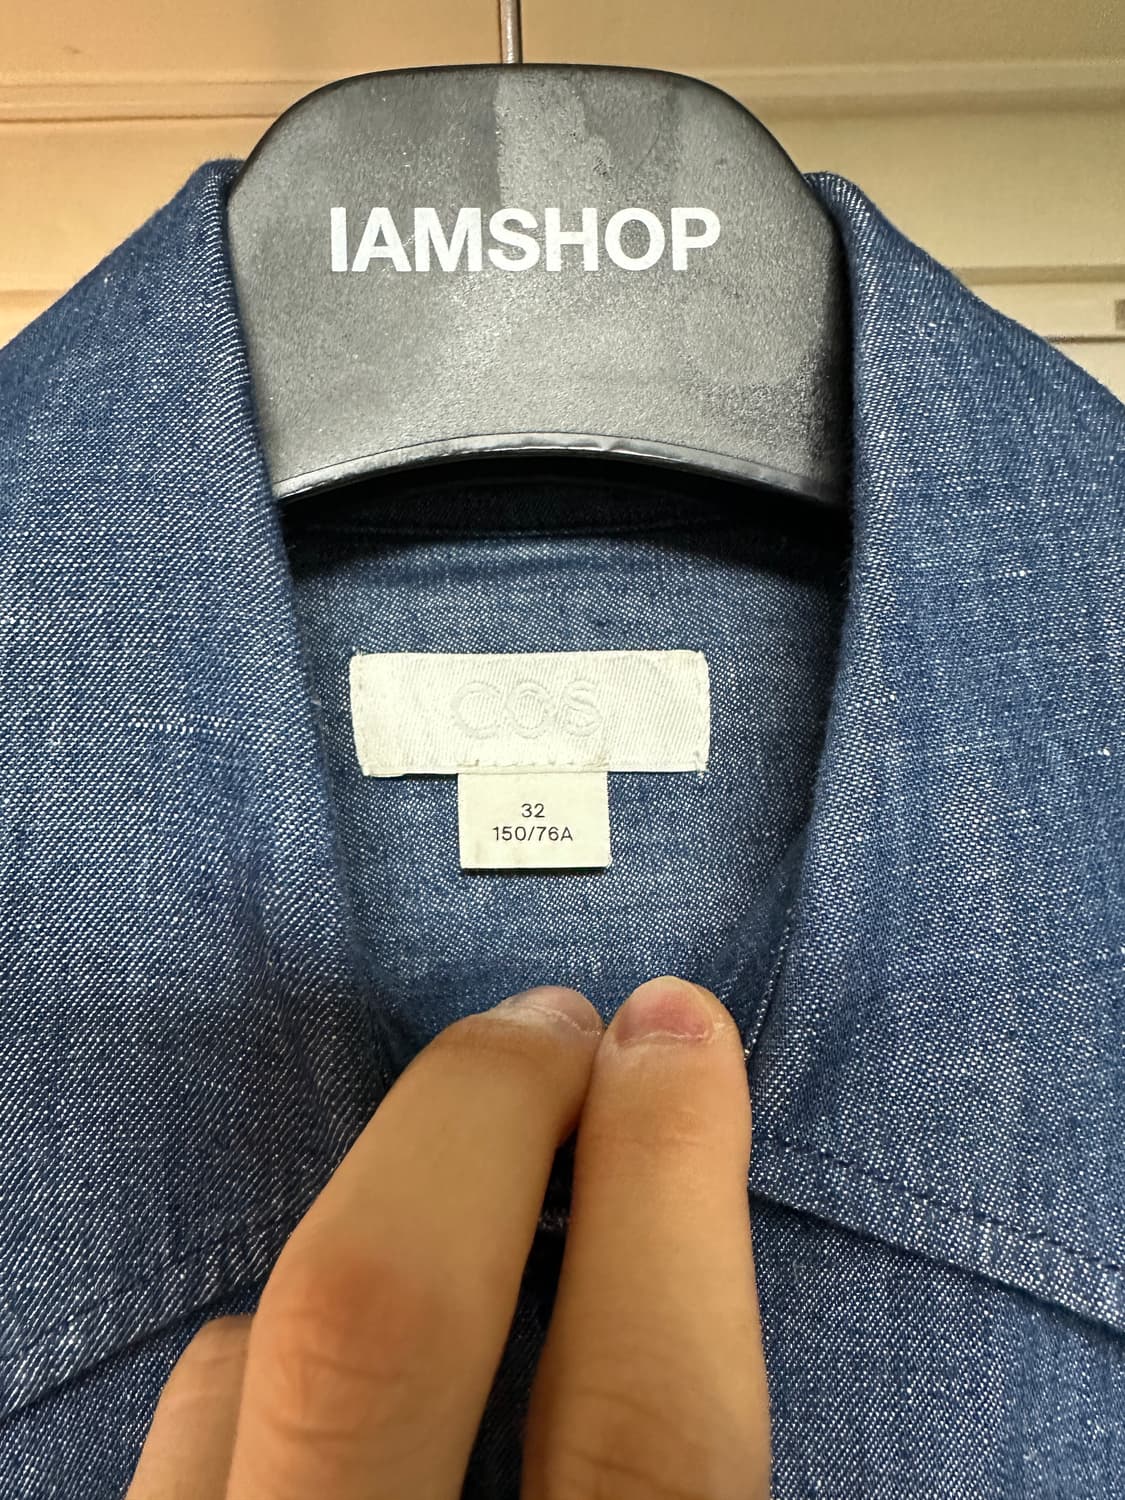 IAMSHOP
COS
32
150/76A